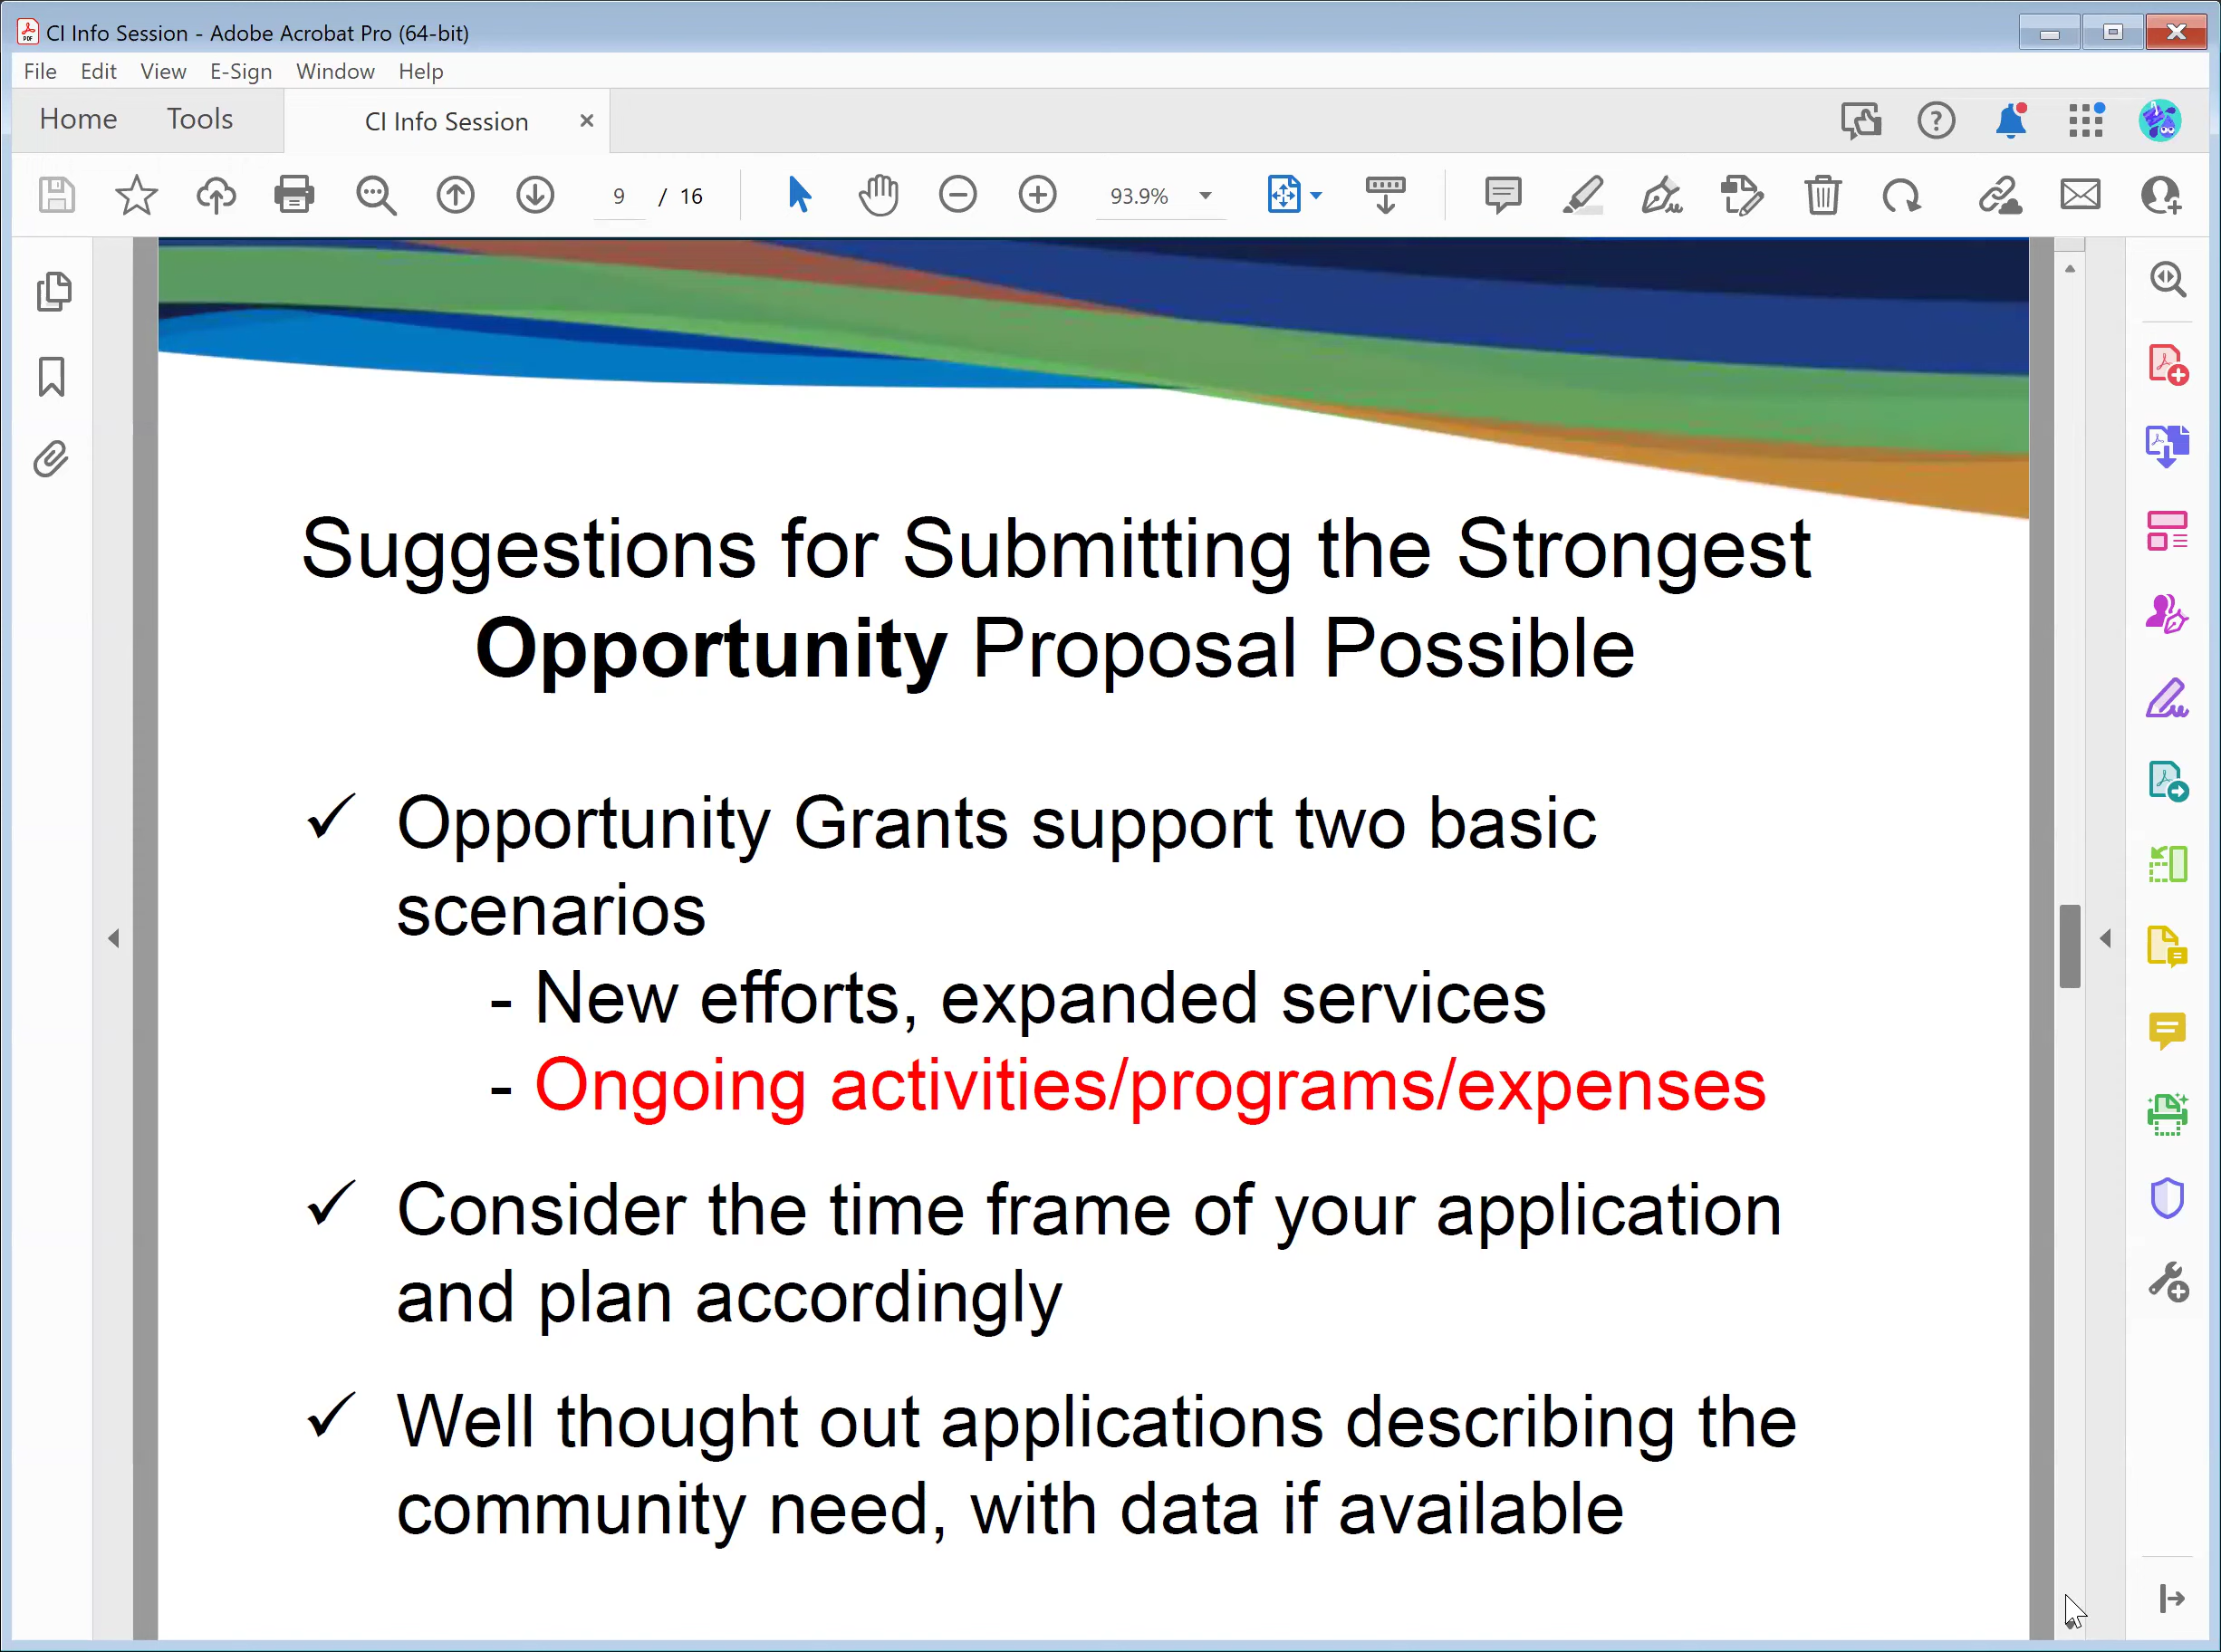 CI Info Session - Adobe Acrobat Pro (64-bit)
File Edit View E-Sign Window Help
Home Tools CI Info Session
9 / 16 93.9%
Suggestions for Submitting the Strongest
Opportunity Proposal Possible
✓ Opportunity Grants support two basic
scenarios
- New efforts, expanded services
- Ongoing activities/programs/expenses
✓ Consider the time frame of your application
and plan accordingly
✓ Well thought out applications describing the
community need, with data if available